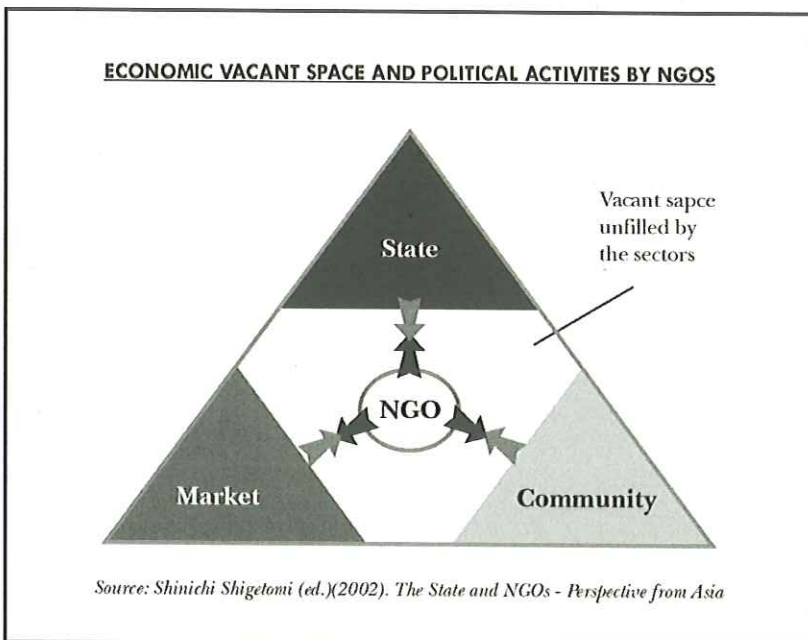 ECONOMIC VACANT SPACE AND POLITICAL ACTIVITES BY NGOS
Vacant sapce
unfilled by
the sectors
State
NGO
Market
Community
Source: Shinichi Shigetomi (ed.)(2002). The State and NGOs - Perspective from Asia